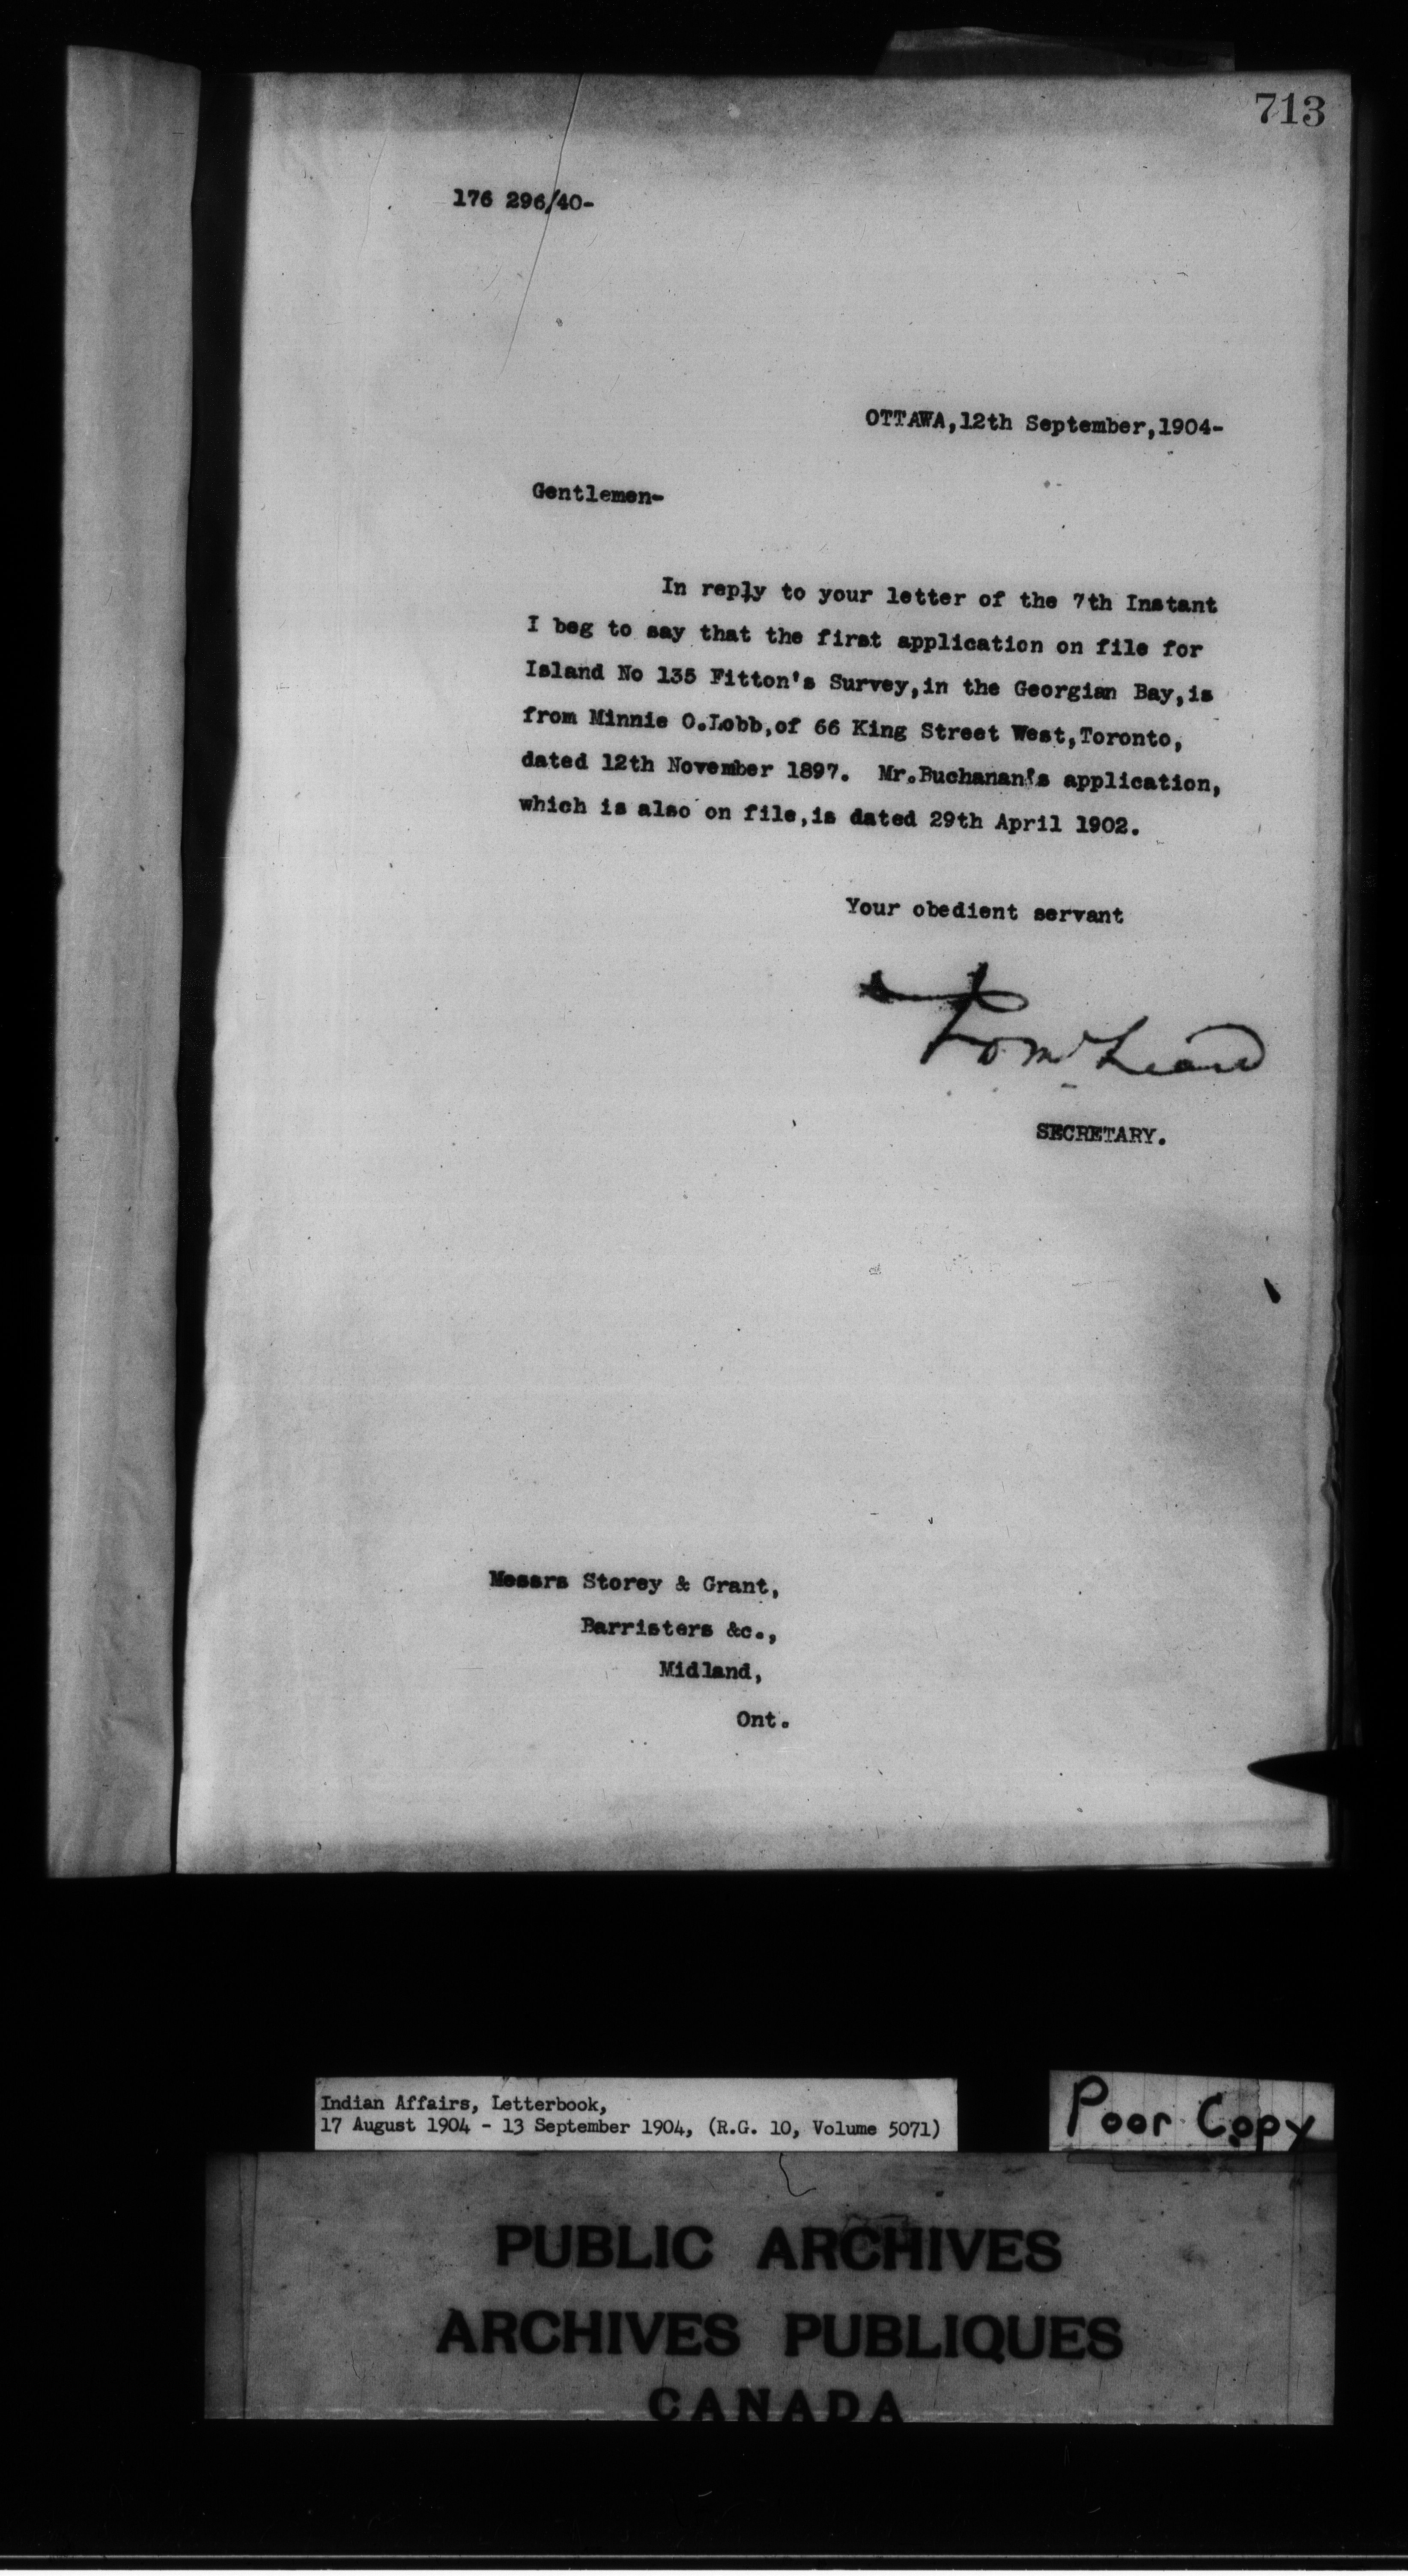 713
176 296/40-
OTTAWA,12th September,1904-
Gentlemen-
In reply to your letter of the 7th Instant
I beg to say that the first application on file for
Island No 135 Fitton's Survey,in the Georgian Bay,is
from Minnie O.Lobb,of 66 King Street West,Toronto,
dated 12th November 1897. Mr.Buchanan's application,
which is also on file,is dated 29th April 1902.
Your obedient servant
SECRETARY.
Messrs Storey & Grant,
Barristers &c.,
Midland,
Ont.
Indian Affairs, Letterbook,
17 August 1904 - 13 September 1904, (R.G. 10, Volume 5071)
Poor Copy
PUBLIC ARCHIVES
ARCHIVES PUBLIQUES
CANADA